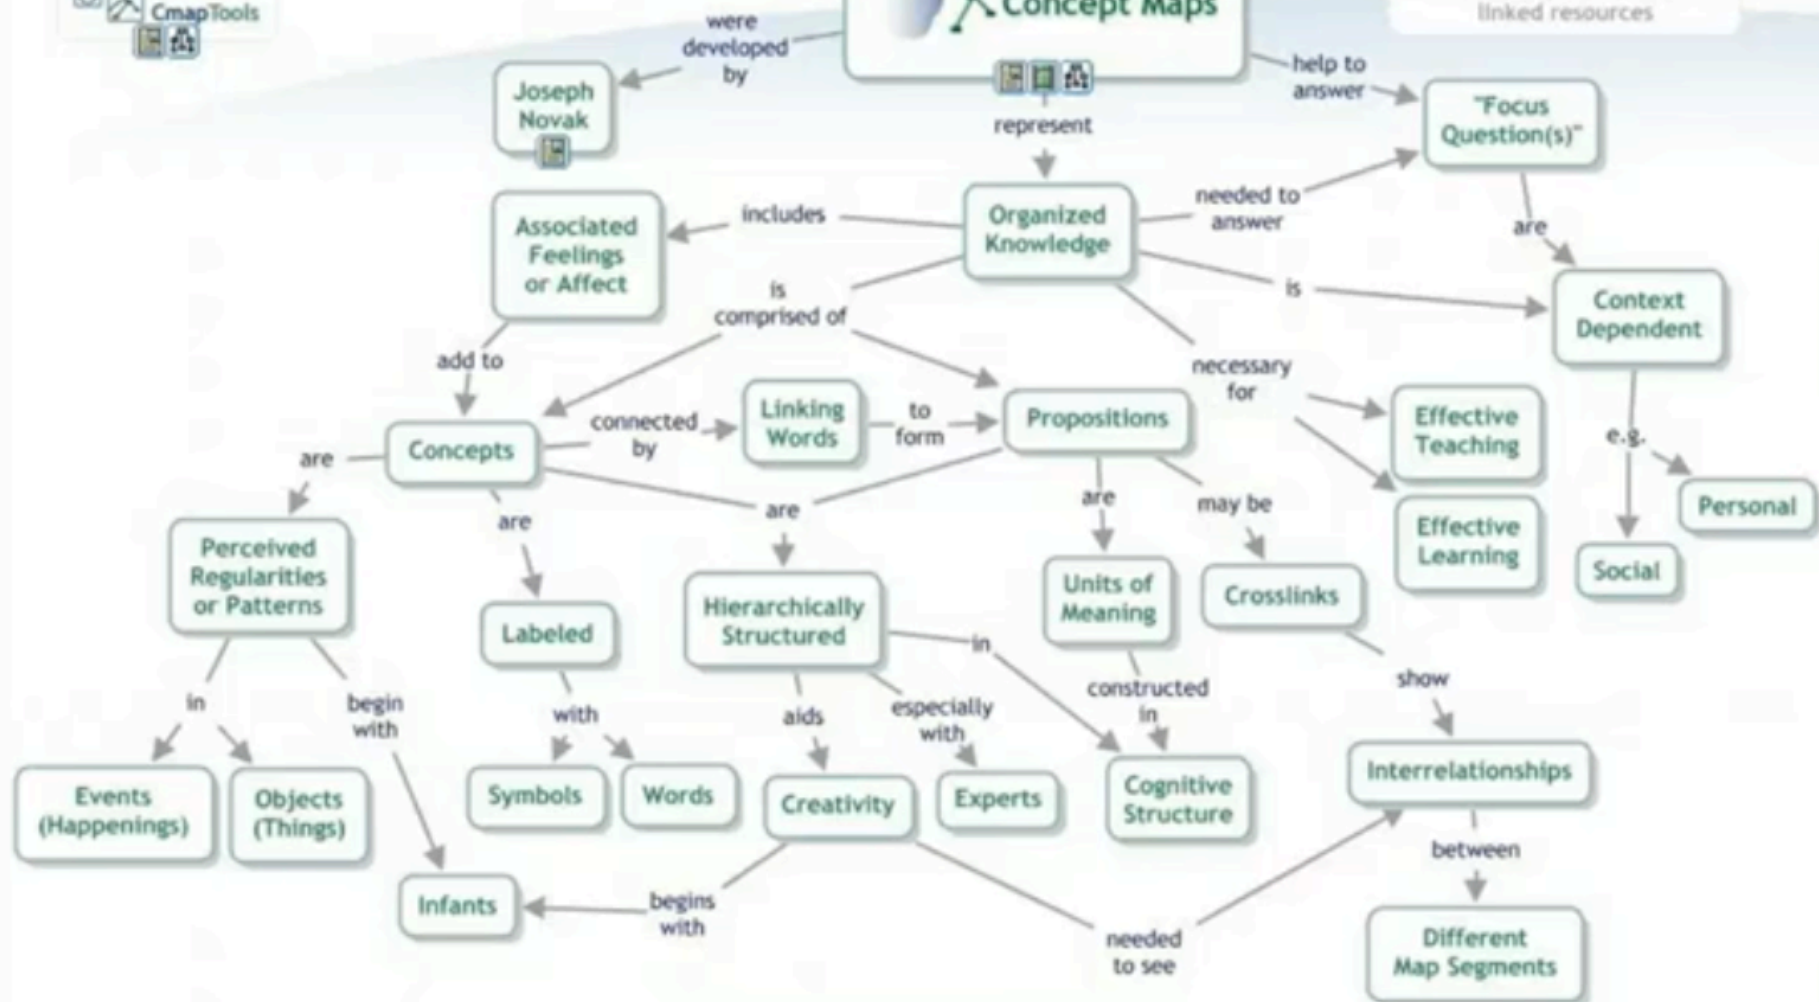 CmapTools
Concept Maps
linked resources
were
developed
by
help to
answer
Joseph
Novak
represent
"Focus
Question(s)"
Associated
Feelings
or Affect
includes
Organized
Knowledge
needed to
answer
are
is
comprised of
is
Context
Dependent
add to
necessary
for
Concepts
connected
by
Linking
Words
to
form
Propositions
Effective
Teaching
e.g.
are
are
are
are
may be
Effective
Learning
Personal
Social
Perceived
Regularities
or Patterns
Labeled
Hierarchically
Structured
Units of
Meaning
Crosslinks
in
begin
with
with
aids
especially
with
in
constructed
in
show
Events
(Happenings)
Objects
(Things)
Symbols
Words
Creativity
Experts
Cognitive
Structure
Interrelationships
Infants
begins
with
needed
to see
between
Different
Map Segments